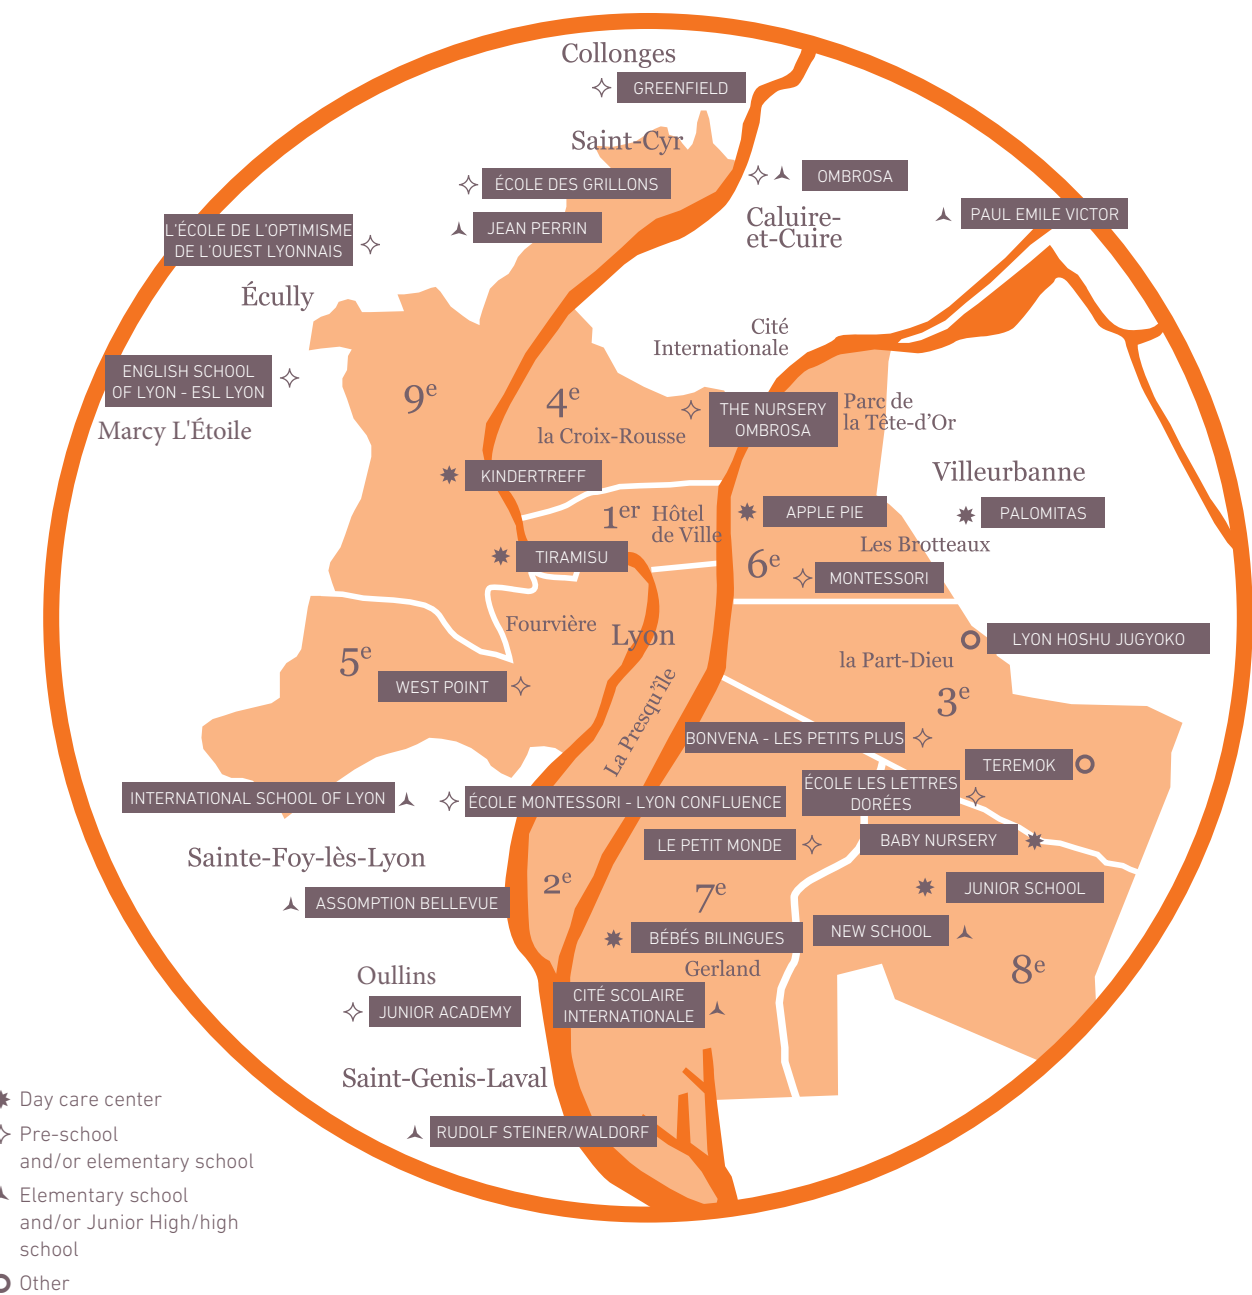 Collonges
GREENFIELD
Saint-Cyr
ÉCOLE DES GRILLONS
OMBROSA
JEAN PERRIN
Caluire-
et-Cuire
PAUL EMILE VICTOR
L'ÉCOLE DE L'OPTIMISME
DE L'OUEST LYONNAIS
Écully
Cité
Internationale
ENGLISH SCHOOL
OF LYON - ESL LYON
Marcy L'Étoile
9e
4e
la Croix-Rousse
THE NURSERY
OMBROSA
Parc de
la Tête-d'Or
KINDERTREFF
Villeurbanne
PALOMITAS
1er
Hôtel
de Ville
APPLE PIE
Les Brotteaux
TIRAMISU
6e
MONTESSORI
Fourvière
Lyon
LYON HOSHU JUGYOKO
5e
WEST POINT
la Part-Dieu
3e
La Presqu'île
BONVENA - LES PETITS PLUS
TEREMOK
INTERNATIONAL SCHOOL OF LYON
ÉCOLE MONTESSORI - LYON CONFLUENCE
ÉCOLE LES LETTRES
DORÉES
LE PETIT MONDE
BABY NURSERY
Sainte-Foy-lès-Lyon
2e
7e
JUNIOR SCHOOL
ASSOMPTION BELLEVUE
BÉBÉS BILINGUES
NEW SCHOOL
Gerland
8e
Oullins
JUNIOR ACADEMY
CITÉ SCOLAIRE
INTERNATIONALE
Saint-Genis-Laval
RUDOLF STEINER/WALDORF
Day care center
Pre-school
and/or elementary school
Elementary school
and/or Junior High/high
school
Other